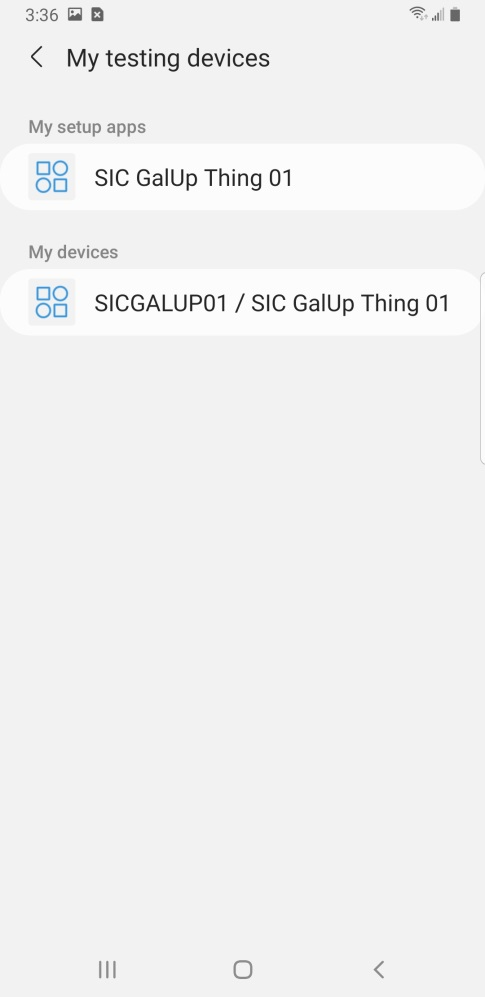 3:36
My testing devices
My setup apps
SIC GalUp Thing 01
My devices
SICGALUP01 / SIC GalUp Thing 01